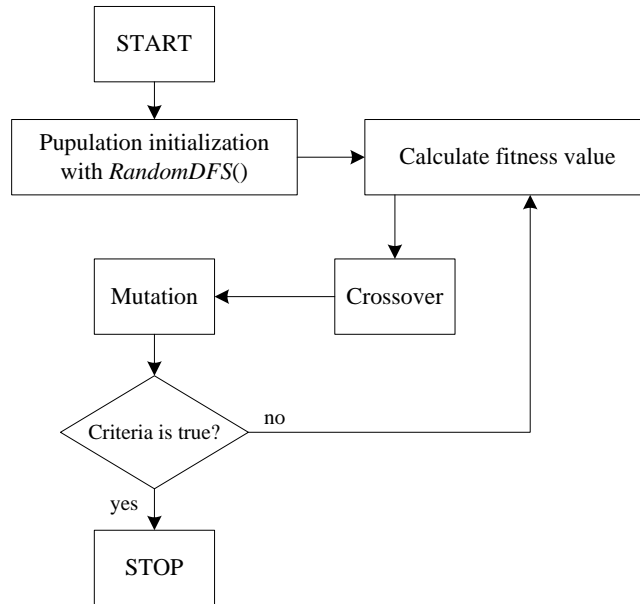 START
Pupulation initialization
with RandomDFS()
Calculate fitness value
Mutation
Crossover
Criteria is true?
no
yes
STOP